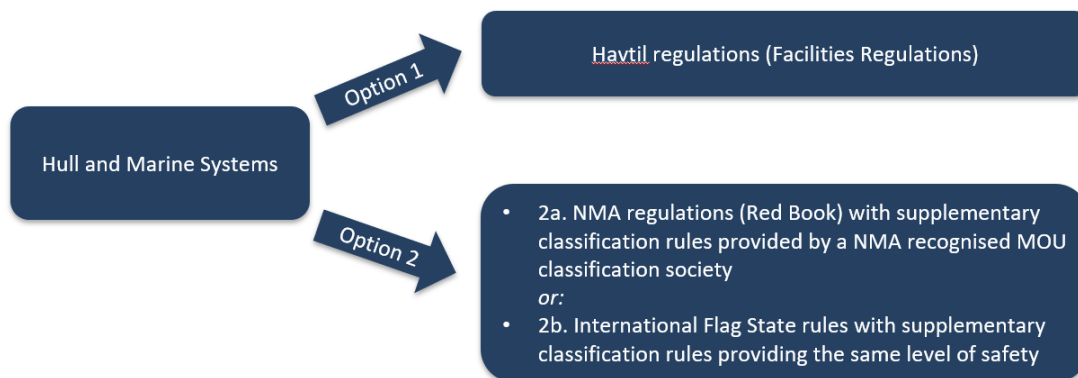 Hull and Marine Systems
Option 1
Havtil regulations (Facilities Regulations)
Option 2
• 2a. NMA regulations (Red Book) with supplementary
classification rules provided by a NMA recognised MOU
classification society
or:
• 2b. International Flag State rules with supplementary
classification rules providing the same level of safety